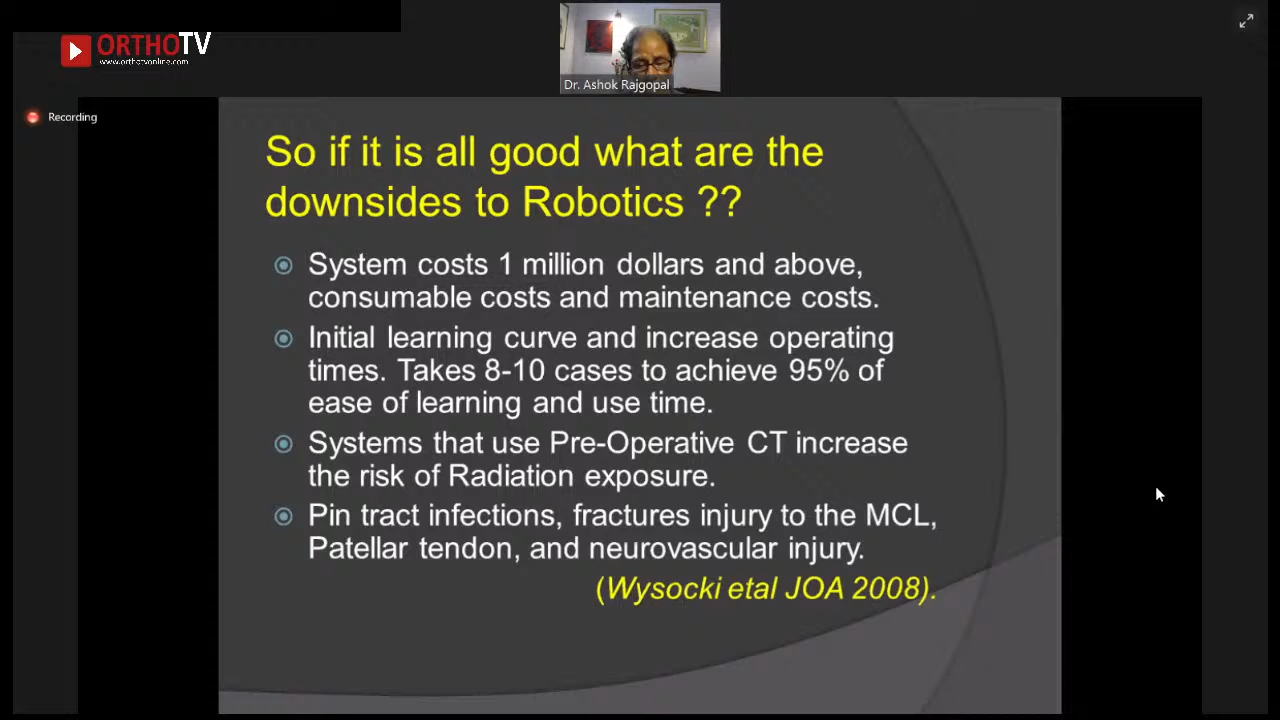 ORTHOTV
www.orthotvonline.com
Dr. Ashok Rajgopal
Recording
So if it is all good what are the
downsides to Robotics ??
System costs 1 million dollars and above,
consumable costs and maintenance costs.
Initial learning curve and increase operating
times. Takes 8-10 cases to achieve 95% of
ease of learning and use time.
Systems that use Pre-Operative CT increase
the risk of Radiation exposure.
Pin tract infections, fractures injury to the MCL,
Patellar tendon, and neurovascular injury.
(Wysocki etal JOA 2008).